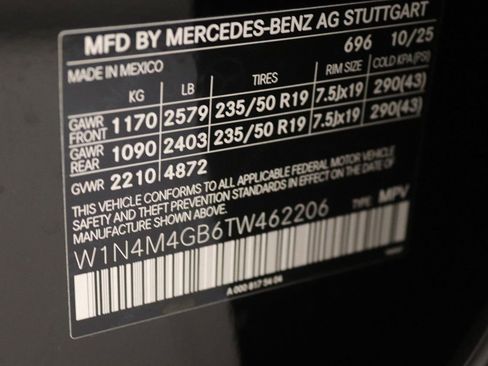 MFD BY MERCEDES-BENZ AG STUTTGART
696 10/25
MADE IN MEXICO
KG LB TIRES RIM SIZE COLD KPA (PSI)
GAWR FRONT 1170 2579 235/50 R19 7.5Jx19 290(43)
GAWR REAR 1090 2403 235/50 R19 7.5Jx19 290(43)
GVWR 2210 4872
THIS VEHICLE CONFORMS TO ALL APPLICABLE FEDERAL MOTOR VEHICLE
SAFETY AND THEFT PREVENTION STANDARDS IN EFFECT ON THE DATE OF
MANUFACTURE SHOWN ABOVE.
W1N4M4GB6TW462206 TYPE: MPV
A 000 817 54 06